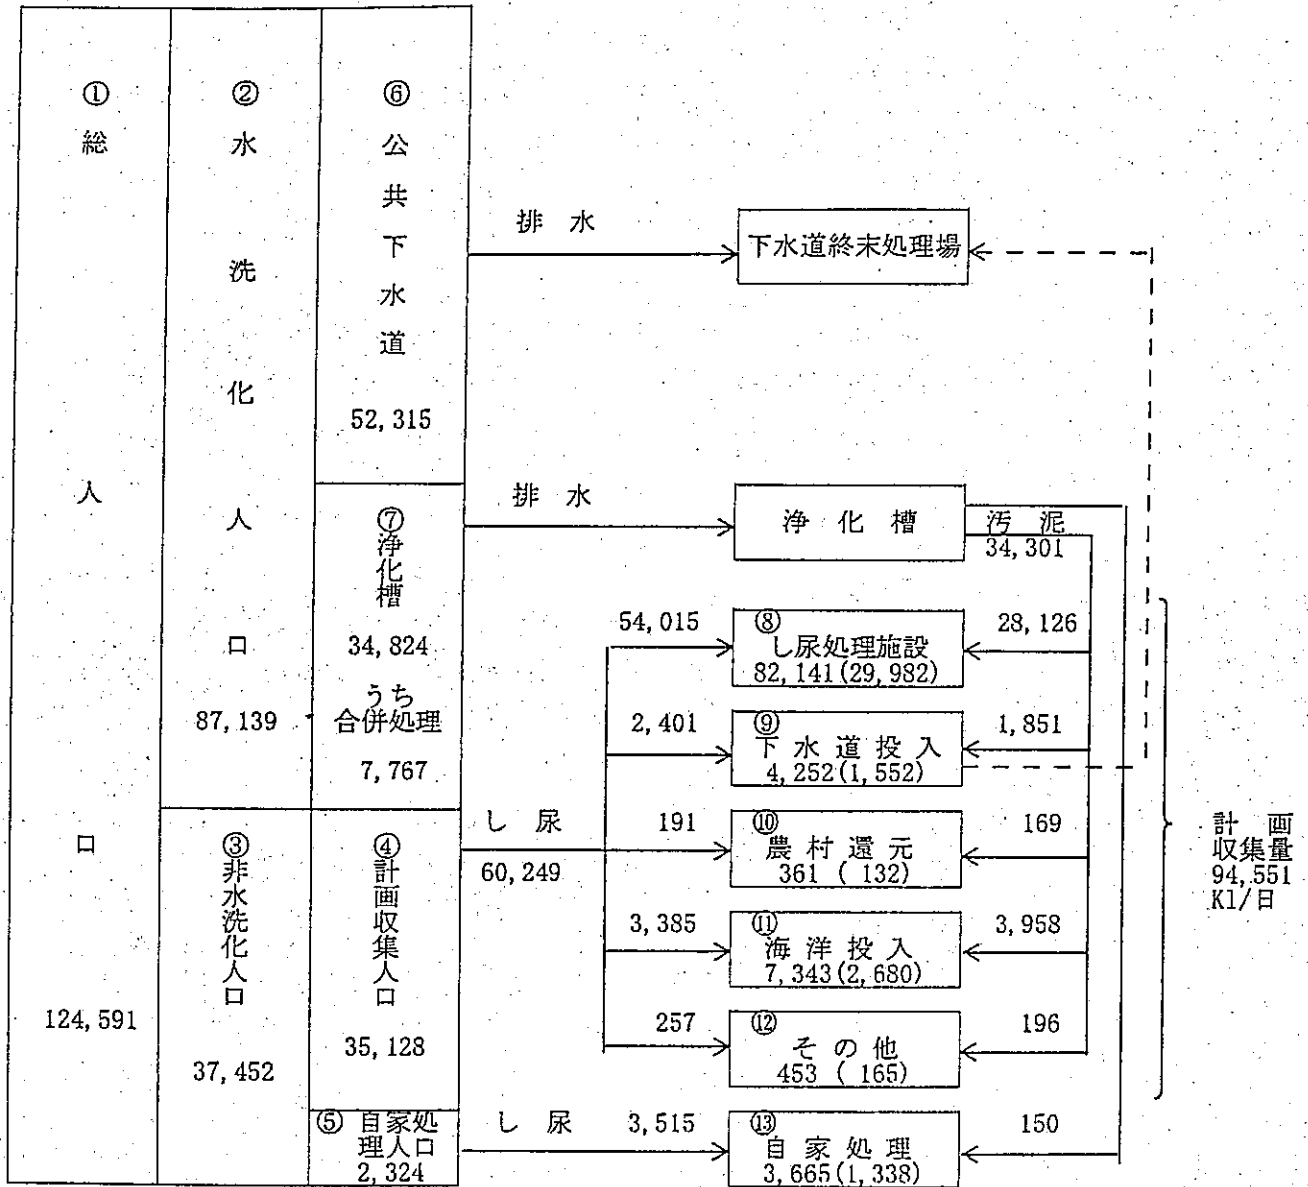 ①
総
人
口
124,591
②
水
洗
化
人
口
87,139
③
非水洗化人口
37,452
⑥
公共下水道
52,315
⑦
浄化槽
34,824
うち
合併処理
7,767
④
計画収集人口
35,128
⑤ 自家処
理人口
2,324
排 水
下水道終末処理場
排 水
浄 化 槽
汚 泥
34,301
54,015
⑧
し尿処理施設
82,141(29,982)
28,126
2,401
⑨
下 水 道 投 入
4,252(1,552)
1,851
し 尿
60,249
191
⑩
農 村 還 元
361 ( 132)
169
3,385
⑪
海 洋 投 入
7,343(2,680)
3,958
257
⑫
そ の 他
453 ( 165)
196
し 尿
3,515
⑬
自 家 処 理
3,665(1,338)
150
計 画
収集量
94,551
Kl/日